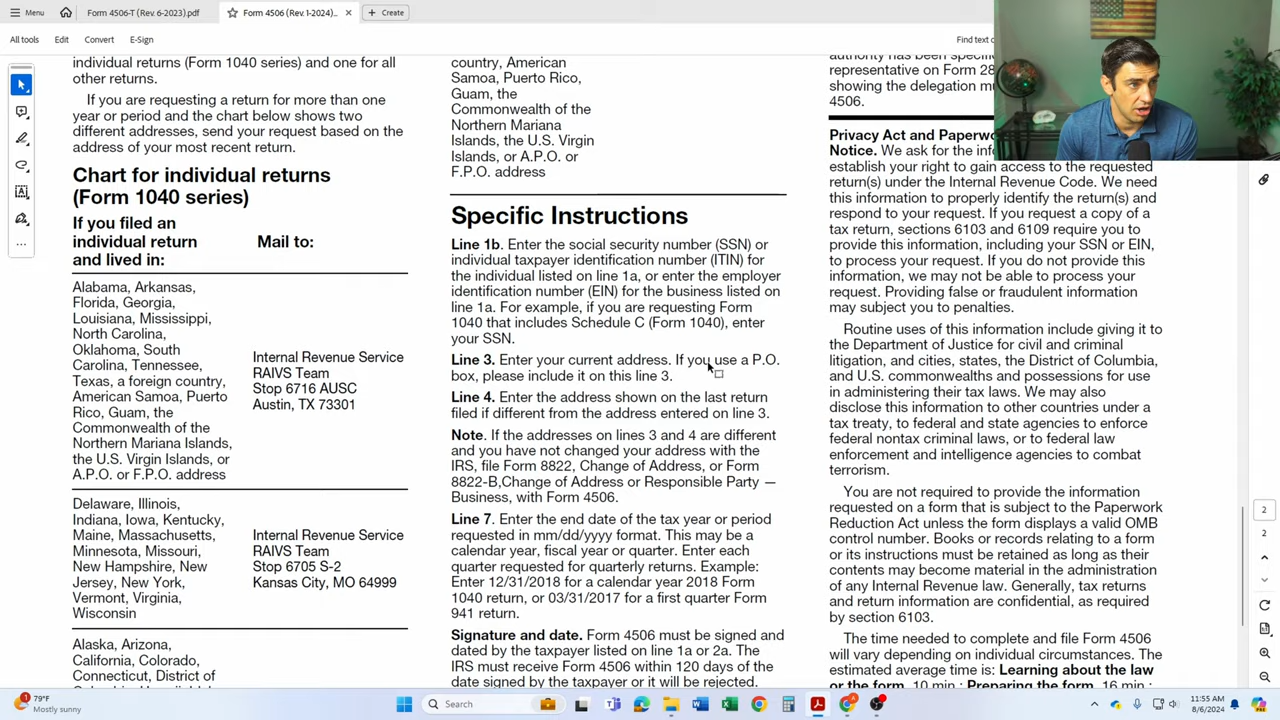 Menu
Form 4506-T (Rev. 6-2023).pdf
Form 4506 (Rev. I-2024)...
Create
All tools
Edit
Convert
E-Sign
Find text o
individual returns (Form 1040 series) and one for all
other returns.
If you are requesting a return for more than one
year or period and the chart below shows two
different addresses, send your request based on the
address of your most recent return.
Chart for individual returns
(Form 1040 series)
If you filed an
individual return
and lived in:
Mail to:
Alabama, Arkansas,
Florida, Georgia,
Louisiana, Mississippi,
North Carolina,
Oklahoma, South
Carolina, Tennessee,
Texas, a foreign country,
American Samoa, Puerto
Rico, Guam, the
Commonwealth of the
Northern Mariana Islands,
the U.S. Virgin Islands, or
A.P.O. or F.P.O. address
Internal Revenue Service
RAIVS Team
Stop 6716 AUSC
Austin, TX 73301
Delaware, Illinois,
Indiana, Iowa, Kentucky,
Maine, Massachusetts,
Minnesota, Missouri,
New Hampshire, New
Jersey, New York,
Vermont, Virginia,
Wisconsin
Internal Revenue Service
RAIVS Team
Stop 6705 S-2
Kansas City, MO 64999
Alaska, Arizona,
California, Colorado,
Connecticut, District of
country, American
Samoa, Puerto Rico,
Guam, the
Commonwealth of the
Northern Mariana
Islands, the U.S. Virgin
Islands, or A.P.O. or
F.P.O. address
Specific Instructions
Line 1b. Enter the social security number (SSN) or
individual taxpayer identification number (ITIN) for
the individual listed on line 1a, or enter the employer
identification number (EIN) for the business listed on
line 1a. For example, if you are requesting Form
1040 that includes Schedule C (Form 1040), enter
your SSN.
Line 3. Enter your current address. If you use a P.O.
box, please include it on this line 3.
Line 4. Enter the address shown on the last return
filed if different from the address entered on line 3.
Note. If the addresses on lines 3 and 4 are different
and you have not changed your address with the
IRS, file Form 8822, Change of Address, or Form
8822-B,Change of Address or Responsible Party —
Business, with Form 4506.
Line 7. Enter the end date of the tax year or period
requested in mm/dd/yyyy format. This may be a
calendar year, fiscal year or quarter. Enter each
quarter requested for quarterly returns. Example:
Enter 12/31/2018 for a calendar year 2018 Form
1040 return, or 03/31/2017 for a first quarter Form
941 return.
Signature and date. Form 4506 must be signed and
dated by the taxpayer listed on line 1a or 2a. The
IRS must receive Form 4506 within 120 days of the
date signed by the taxpayer or it will be rejected.
authority has been specif
representative on Form 28
showing the delegation mu
4506.
Privacy Act and Paperwo
Notice. We ask for the inf
establish your right to gain access to the requested
return(s) under the Internal Revenue Code. We need
this information to properly identify the return(s) and
respond to your request. If you request a copy of a
tax return, sections 6103 and 6109 require you to
provide this information, including your SSN or EIN,
to process your request. If you do not provide this
information, we may not be able to process your
request. Providing false or fraudulent information
may subject you to penalties.
Routine uses of this information include giving it to
the Department of Justice for civil and criminal
litigation, and cities, states, the District of Columbia,
and U.S. commonwealths and possessions for use
in administering their tax laws. We may also
disclose this information to other countries under a
tax treaty, to federal and state agencies to enforce
federal nontax criminal laws, or to federal law
enforcement and intelligence agencies to combat
terrorism.
You are not required to provide the information
requested on a form that is subject to the Paperwork
Reduction Act unless the form displays a valid OMB
control number. Books or records relating to a form
or its instructions must be retained as long as their
contents may become material in the administration
of any Internal Revenue law. Generally, tax returns
and return information are confidential, as required
by section 6103.
The time needed to complete and file Form 4506
will vary depending on individual circumstances. The
estimated average time is: Learning about the law
or the form, 10 min.; Preparing the form, 16 min.;
2
2
1
79°F
Mostly sunny
Search
11:55 AM
8/6/2024